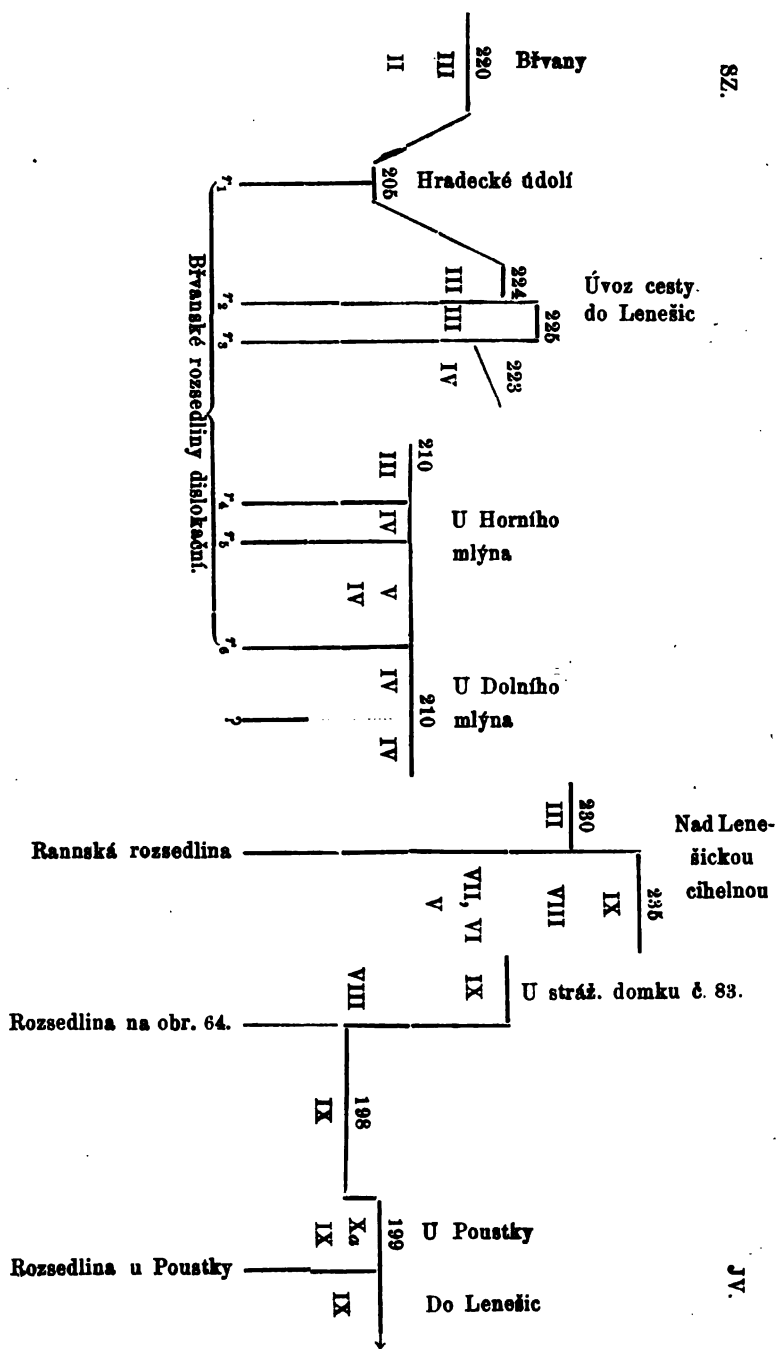 SZ.
Břvany
220
III
II
Hradecké údolí
205
r₁
Úvoz cesty
do Lenešic
224
225
223
III
III
IV
r₂
r₃
Břvanské rozsedliny dislokační.
U Horního
mlýna
210
III
IV
V
IV
r₄
r₅
r₆
U Dolního
mlýna
210
IV
IV
?
Nad Lene-
šickou
cihelnou
230
III
235
IX
VIII
VII, VI
V
Rannská rozsedlina
U stráž. domku č. 83.
IX
VIII
Rozsedlina na obr. 64.
198
IX
U Poustky
199
Xa
IX
Rozsedlina u Poustky
Do Lenešic
IX
JV.